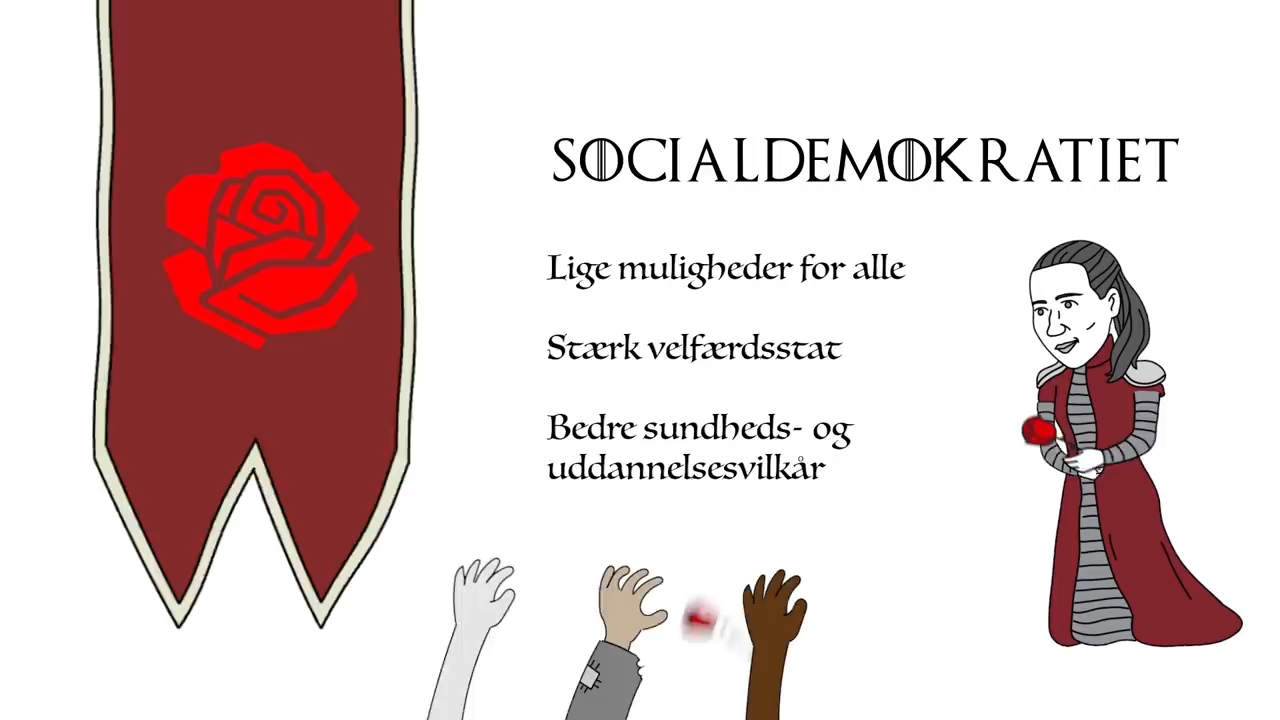 SOCIALDEMOKRATIET
Lige muligheder for alle
Stærk velfærdsstat
Bedre sundheds- og
uddannelsesvilkår